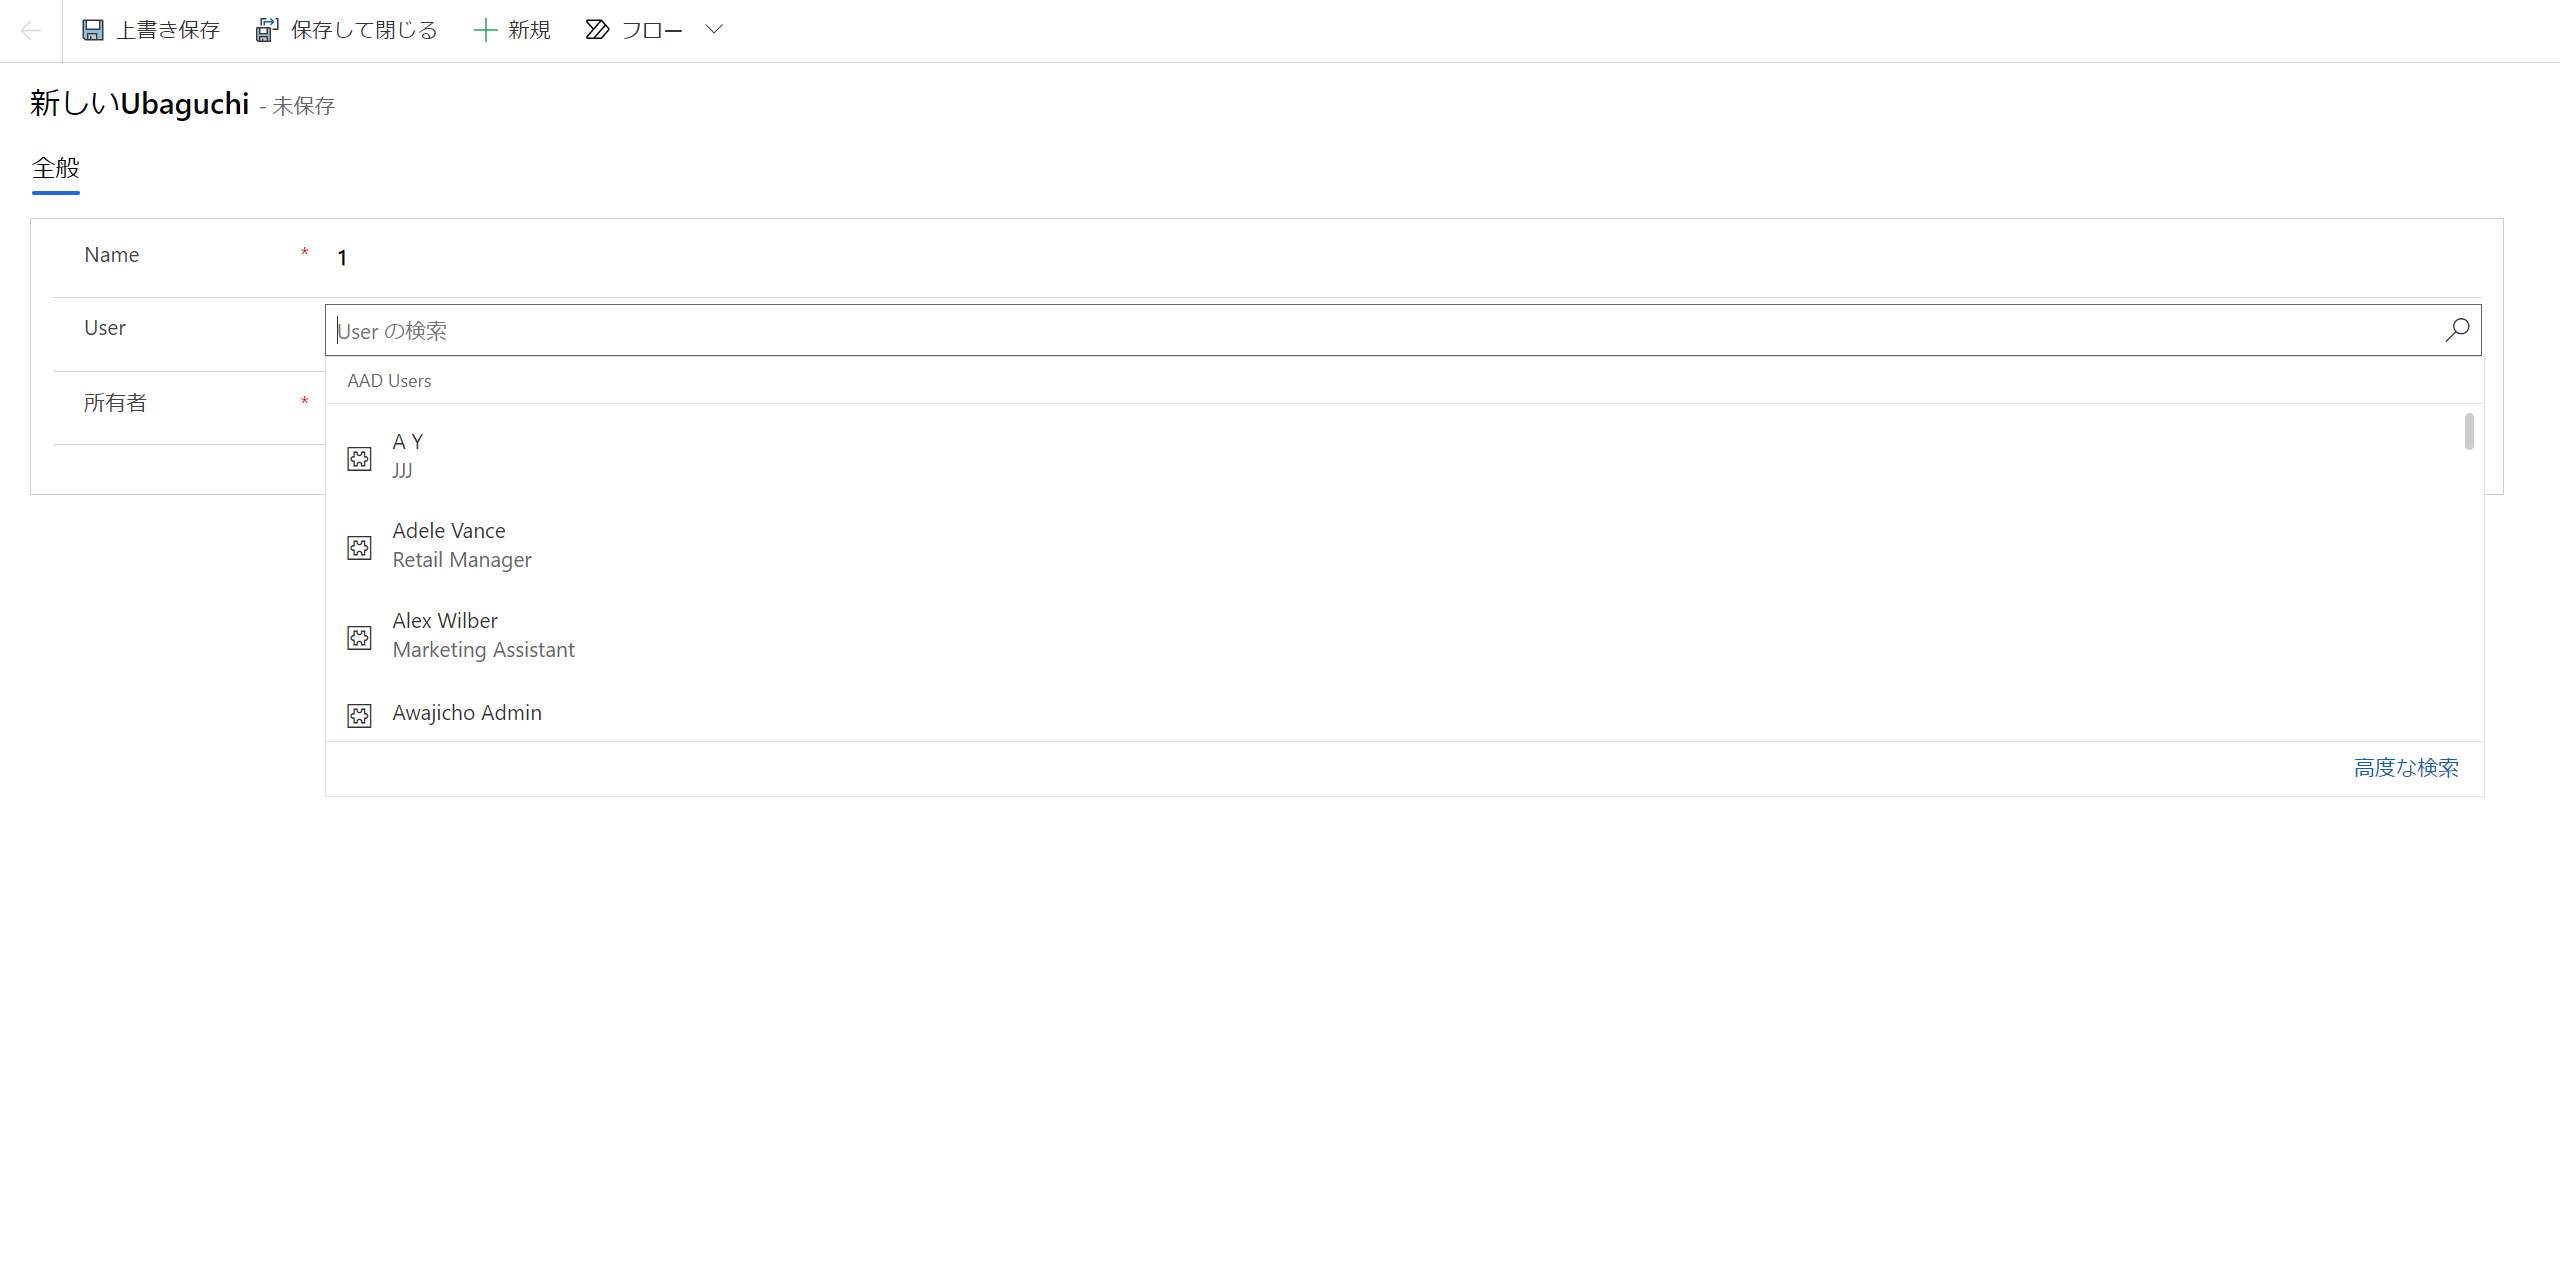 上書き保存 保存して閉じる 新規 フロー
新しいUbaguchi - 未保存
全般
Name * 1
User User の検索
AAD Users
所有者 *
A Y
JJJ
Adele Vance
Retail Manager
Alex Wilber
Marketing Assistant
Awajicho Admin
高度な検索